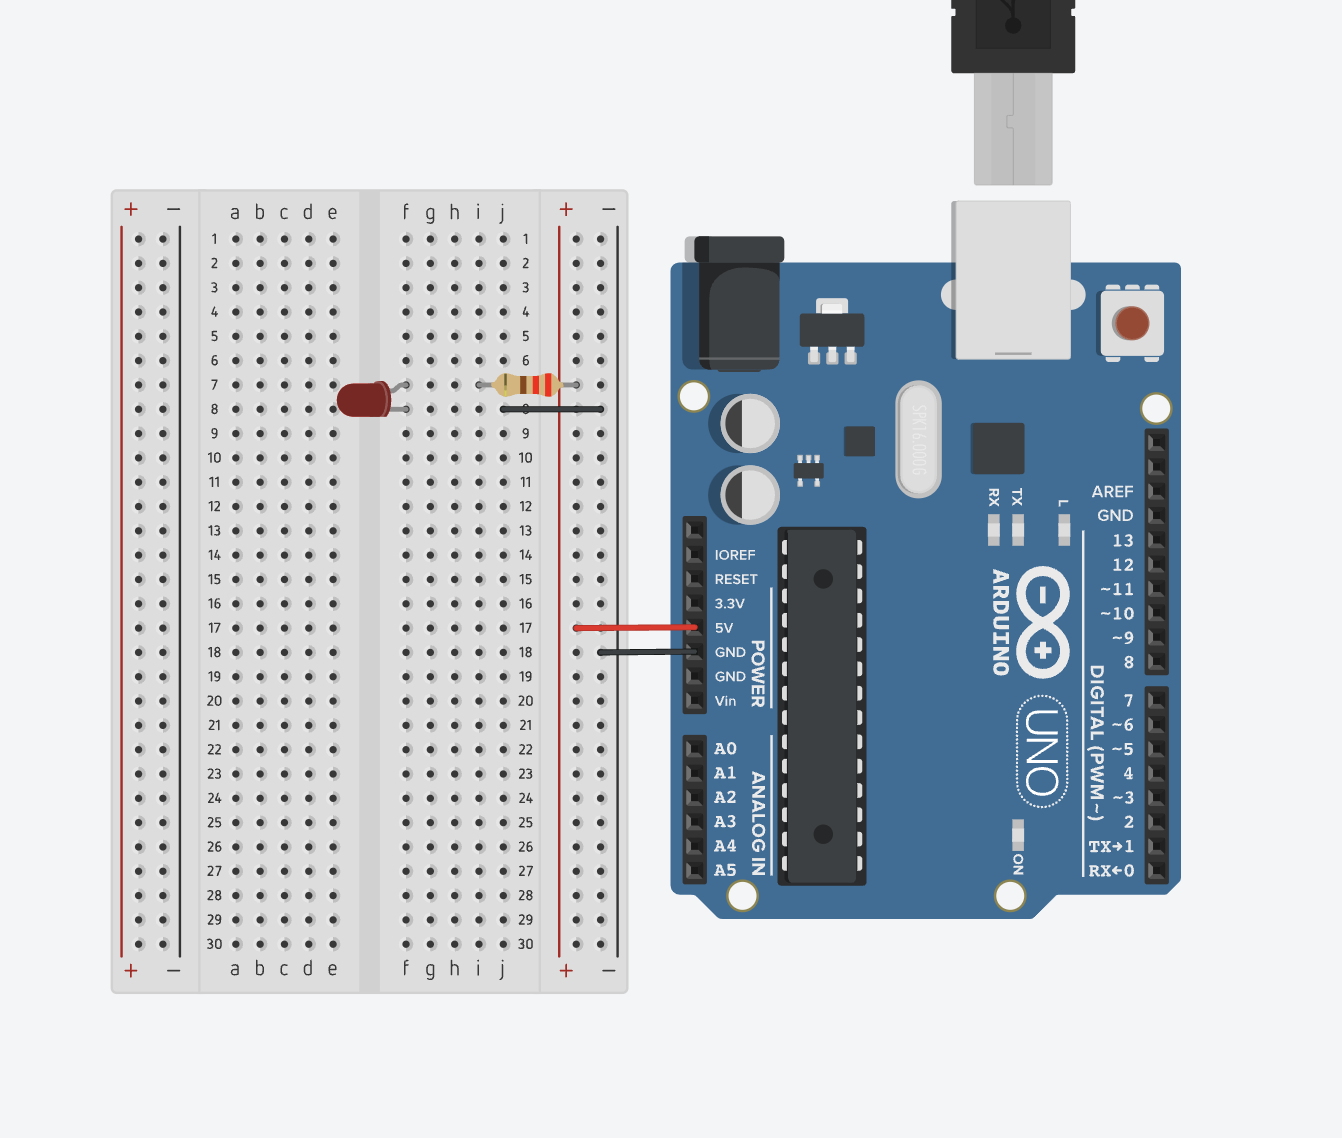 + − a b c d e f g h i j + −
1 1
2 2
3 3
4 4
5 5
6 6
7 7
8 8
9 9
10 10
11 11
12 12
13 13
14 14
15 15
16 16
17 17
18 18
19 19
20 20
21 21
22 22
23 23
24 24
25 25
26 26
27 27
28 28
29 29
30 30
+ − a b c d e f g h i j + −
SPK16.000G
RX
TX
L
IOREF
RESET
3.3V
5V
GND
GND
Vin
POWER
A0
A1
A2
A3
A4
A5
ANALOG IN
ARDUINO
UNO
ON
AREF
GND
13
12
~11
~10
~9
8
7
~6
~5
4
~3
2
TX→1
RX←0
DIGITAL (PWM~)